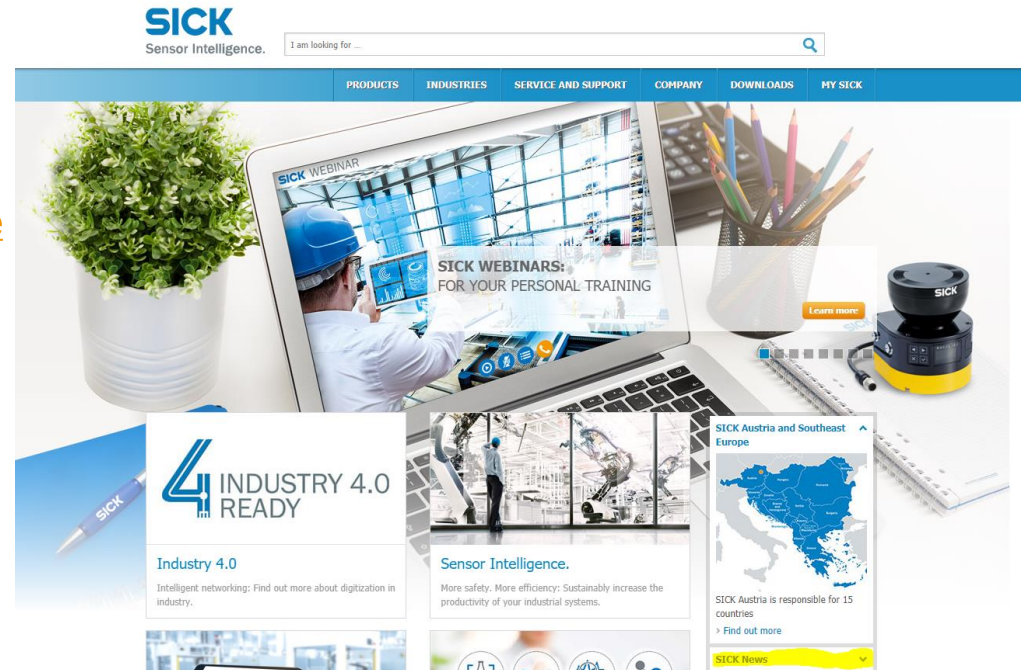 SICK
Sensor Intelligence.
I am looking for ...
PRODUCTS INDUSTRIES SERVICE AND SUPPORT COMPANY DOWNLOADS MY SICK
SICK WEBINAR
SICK WEBINARS:
FOR YOUR PERSONAL TRAINING
Learn more
SICK
SICK
4 INDUSTRY 4.0
READY
Industry 4.0
Intelligent networking: Find out more about digitization in
industry.
Sensor Intelligence.
More safety. More efficiency: Sustainably increase the
productivity of your industrial systems.
SICK Austria and Southeast
Europe
SICK Austria is responsible for 15
countries
> Find out more
SICK News